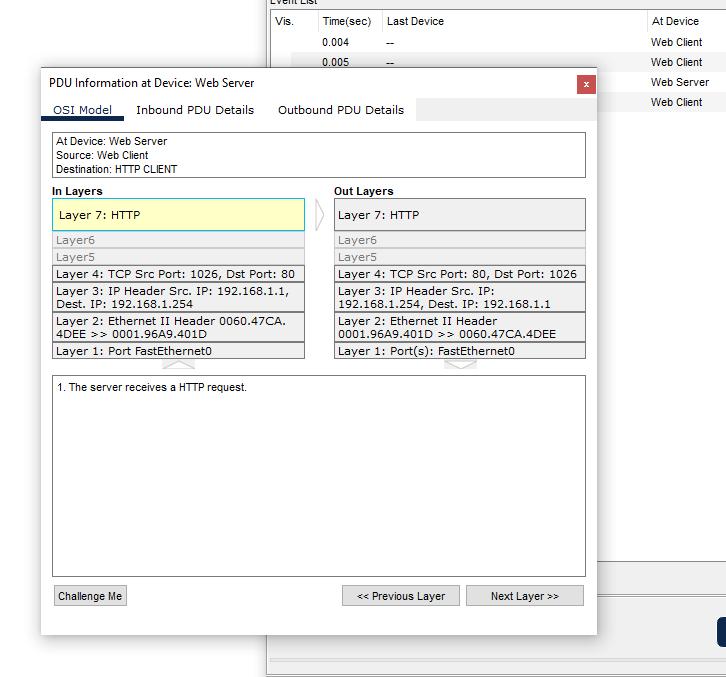 Event List
Vis. Time(sec) Last Device At Device
0.004 -- Web Client
0.005 -- Web Client
Web Server
Web Client
PDU Information at Device: Web Server
x
OSI Model Inbound PDU Details Outbound PDU Details
At Device: Web Server
Source: Web Client
Destination: HTTP CLIENT
In Layers
Layer 7: HTTP
Layer6
Layer5
Layer 4: TCP Src Port: 1026, Dst Port: 80
Layer 3: IP Header Src. IP: 192.168.1.1,
Dest. IP: 192.168.1.254
Layer 2: Ethernet II Header 0060.47CA.
4DEE >> 0001.96A9.401D
Layer 1: Port FastEthernet0
Out Layers
Layer 7: HTTP
Layer6
Layer5
Layer 4: TCP Src Port: 80, Dst Port: 1026
Layer 3: IP Header Src. IP:
192.168.1.254, Dest. IP: 192.168.1.1
Layer 2: Ethernet II Header
0001.96A9.401D >> 0060.47CA.4DEE
Layer 1: Port(s): FastEthernet0
1. The server receives a HTTP request.
Challenge Me << Previous Layer Next Layer >>